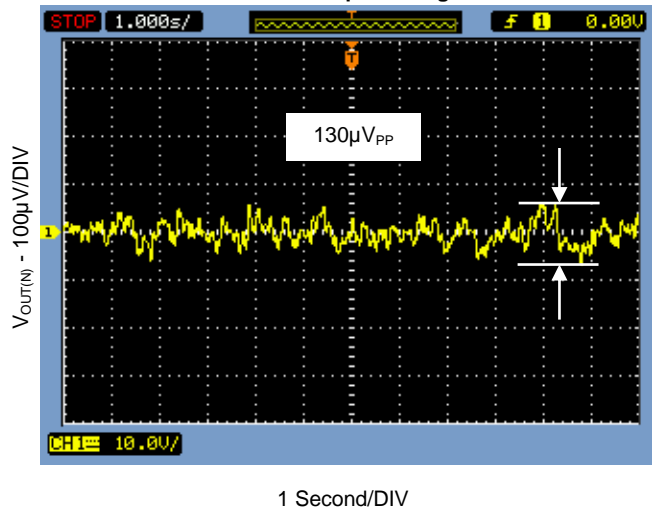 STOP 1.000s/ T 1 0.00V
T
130µVPP
VOUT(N) - 100µV/DIV
1
CH1 10.0V/
1 Second/DIV